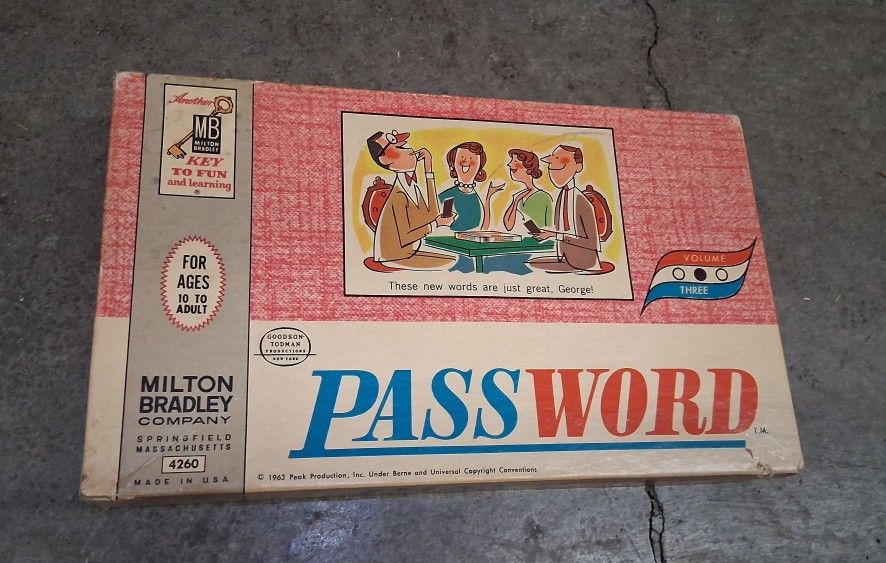 Another
MB
MILTON
BRADLEY
KEY
TO FUN
and learning
®
FOR
AGES
10 TO
ADULT
MILTON
BRADLEY
COMPANY
SPRINGFIELD
MASSACHUSETTS
4260
MADE IN U.S.A.
These new words are just great, George!
VOLUME
THREE
GOODSON-
TODMAN
PRODUCTIONS
NEW YORK
PASSWORD
T.M.
© 1963 Peak Production, Inc. Under Berne and Universal Copyright Conventions